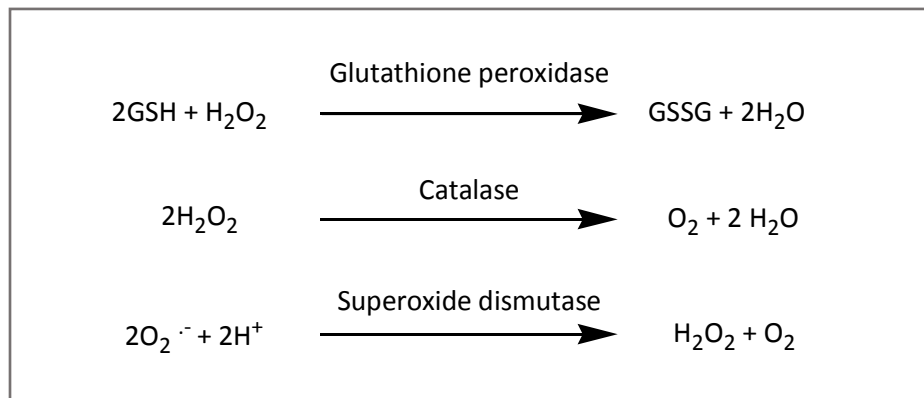 Glutathione peroxidase
2GSH + H₂O₂ GSSG + 2H₂O
Catalase
2H₂O₂ O₂ + 2 H₂O
Superoxide dismutase
2O₂ ·⁻ + 2H⁺ H₂O₂ + O₂